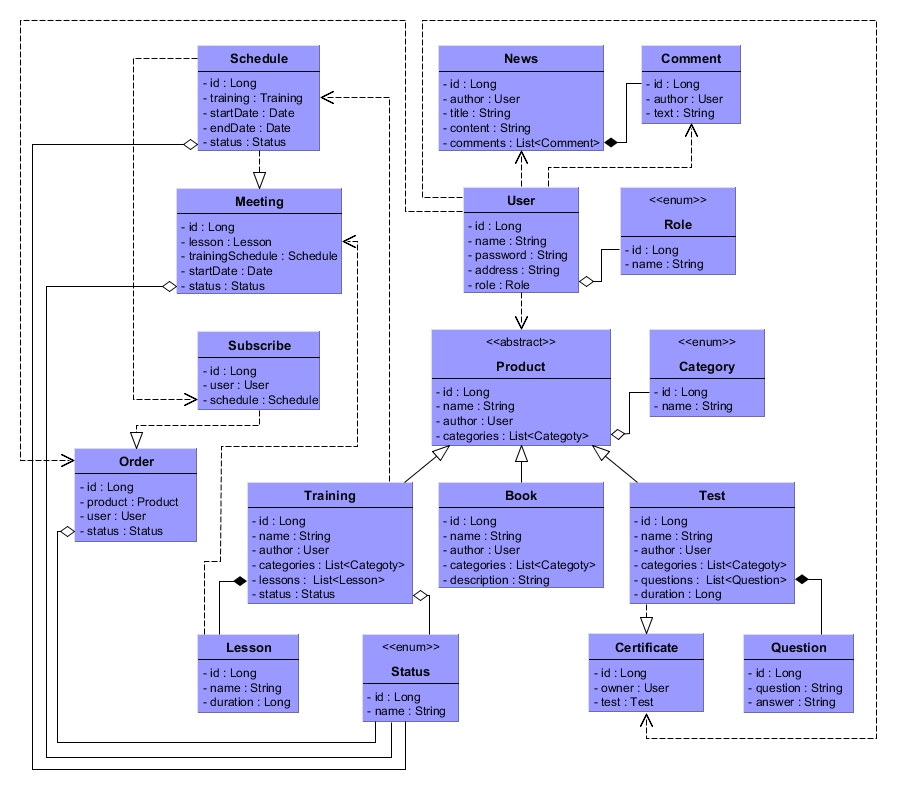 Schedule
- id : Long
- training : Training
- startDate : Date
- endDate : Date
- status : Status
News
- id : Long
- author : User
- title : String
- content : String
- comments : List<Comment>
Comment
- id : Long
- author : User
- text : String
Meeting
- id : Long
- lesson : Lesson
- trainingSchedule : Schedule
- startDate : Date
- status : Status
User
- id : Long
- name : String
- password : String
- address : String
- role : Role
<<enum>>
Role
- id : Long
- name : String
Subscribe
- id : Long
- user : User
- schedule : Schedule
<<abstract>>
Product
- id : Long
- name : String
- author : User
- categories : List<Categoty>
<<enum>>
Category
- id : Long
- name : String
Order
- id : Long
- product : Product
- user : User
- status : Status
Training
- id : Long
- name : String
- author : User
- categories : List<Categoty>
- lessons : List<Lesson>
- status : Status
Book
- id : Long
- name : String
- author : User
- categories : List<Categoty>
- description : String
Test
- id : Long
- name : String
- author : User
- categories : List<Categoty>
- questions : List<Question>
- duration : Long
Lesson
- id : Long
- name : String
- duration : Long
<<enum>>
Status
- id : Long
- name : String
Certificate
- id : Long
- owner : User
- test : Test
Question
- id : Long
- question : String
- answer : String